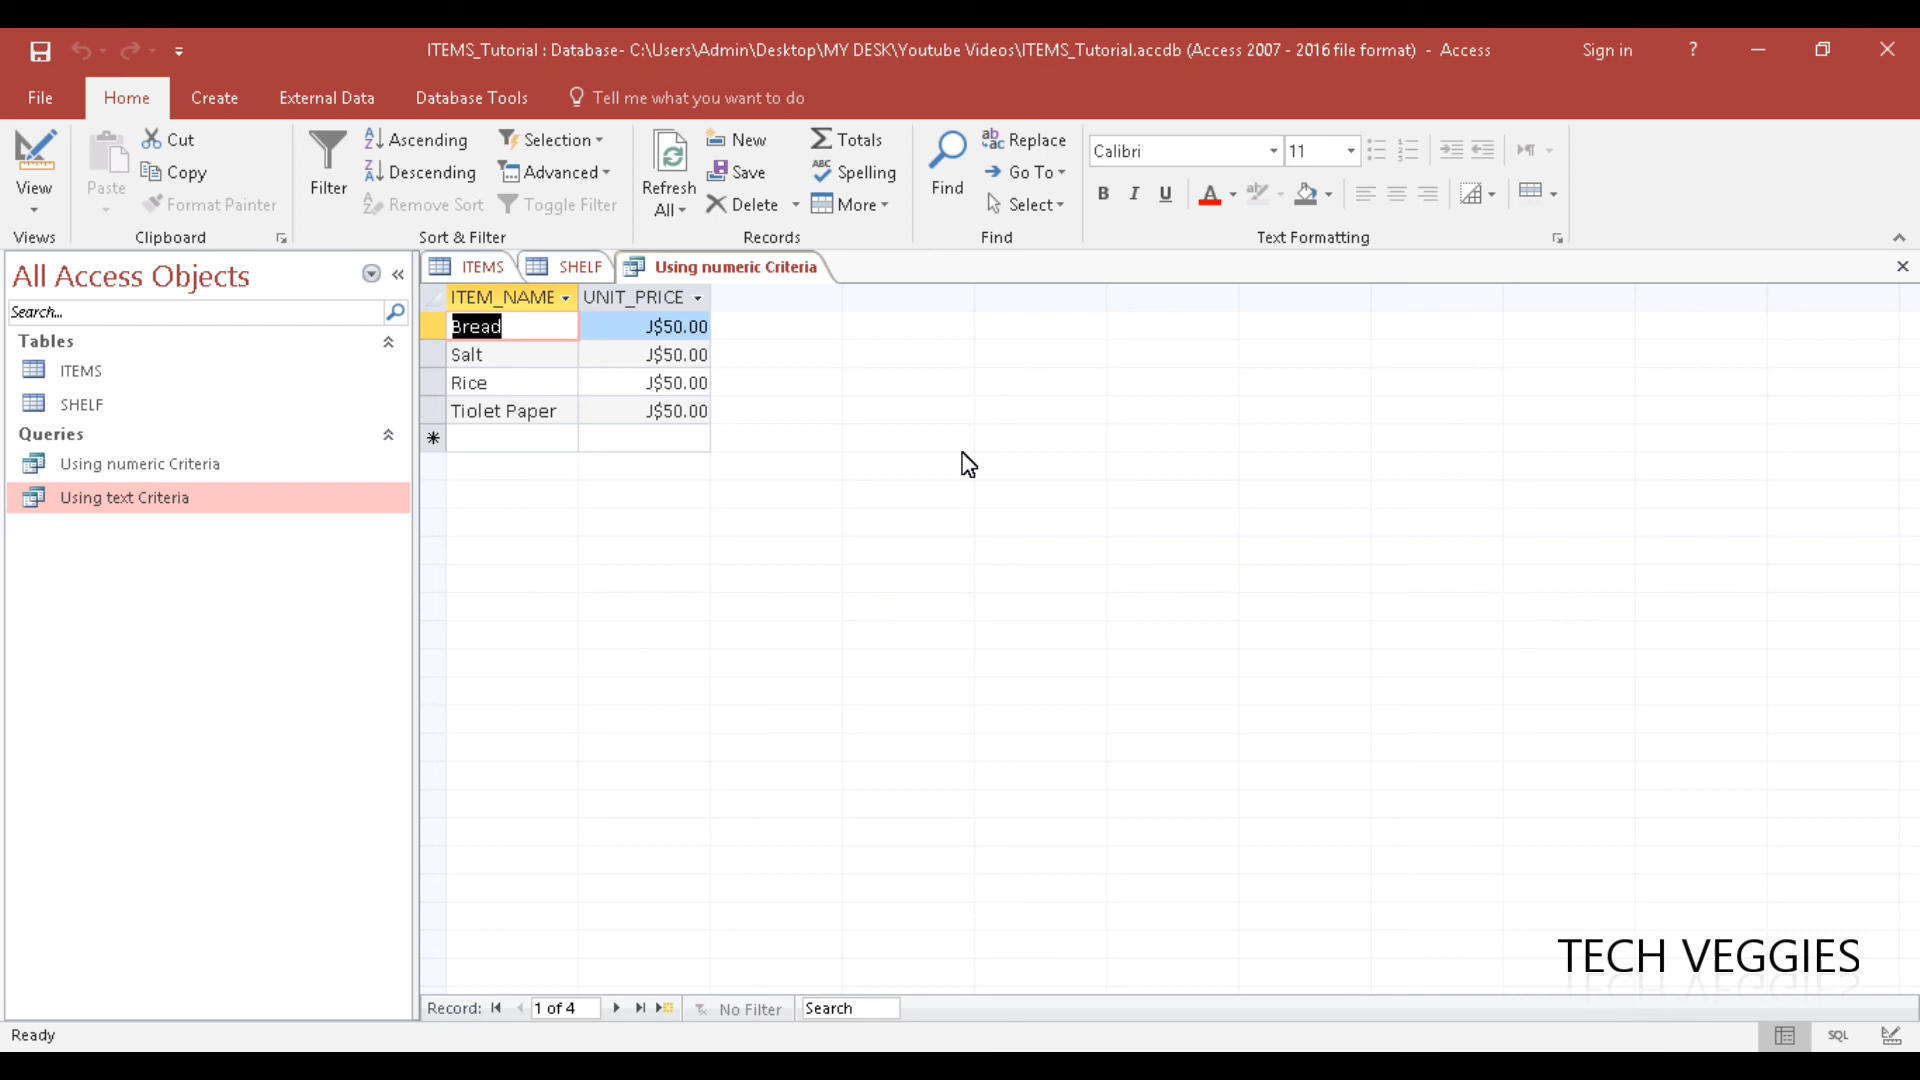 ITEMS_Tutorial : Database- C:\Users\Admin\Desktop\MY DESK\Youtube Videos\ITEMS_Tutorial.accdb (Access 2007 - 2016 file format) - Access
Sign in
?
File
Home
Create
External Data
Database Tools
Tell me what you want to do
View
Views
Paste
Cut
Copy
Format Painter
Clipboard
Filter
Ascending
Descending
Remove Sort
Selection
Advanced
Toggle Filter
Sort & Filter
Refresh
All
New
Save
Delete
Totals
Spelling
More
Records
Find
Replace
Go To
Select
Find
Calibri
11
B I U
A
Text Formatting
All Access Objects
Search...
Tables
ITEMS
SHELF
Queries
Using numeric Criteria
Using text Criteria
ITEMS
SHELF
Using numeric Criteria
ITEM_NAME UNIT_PRICE
Bread J$50.00
Salt J$50.00
Rice J$50.00
Tiolet Paper J$50.00
TECH VEGGIES
Record: 1 of 4 No Filter Search
Ready
SQL